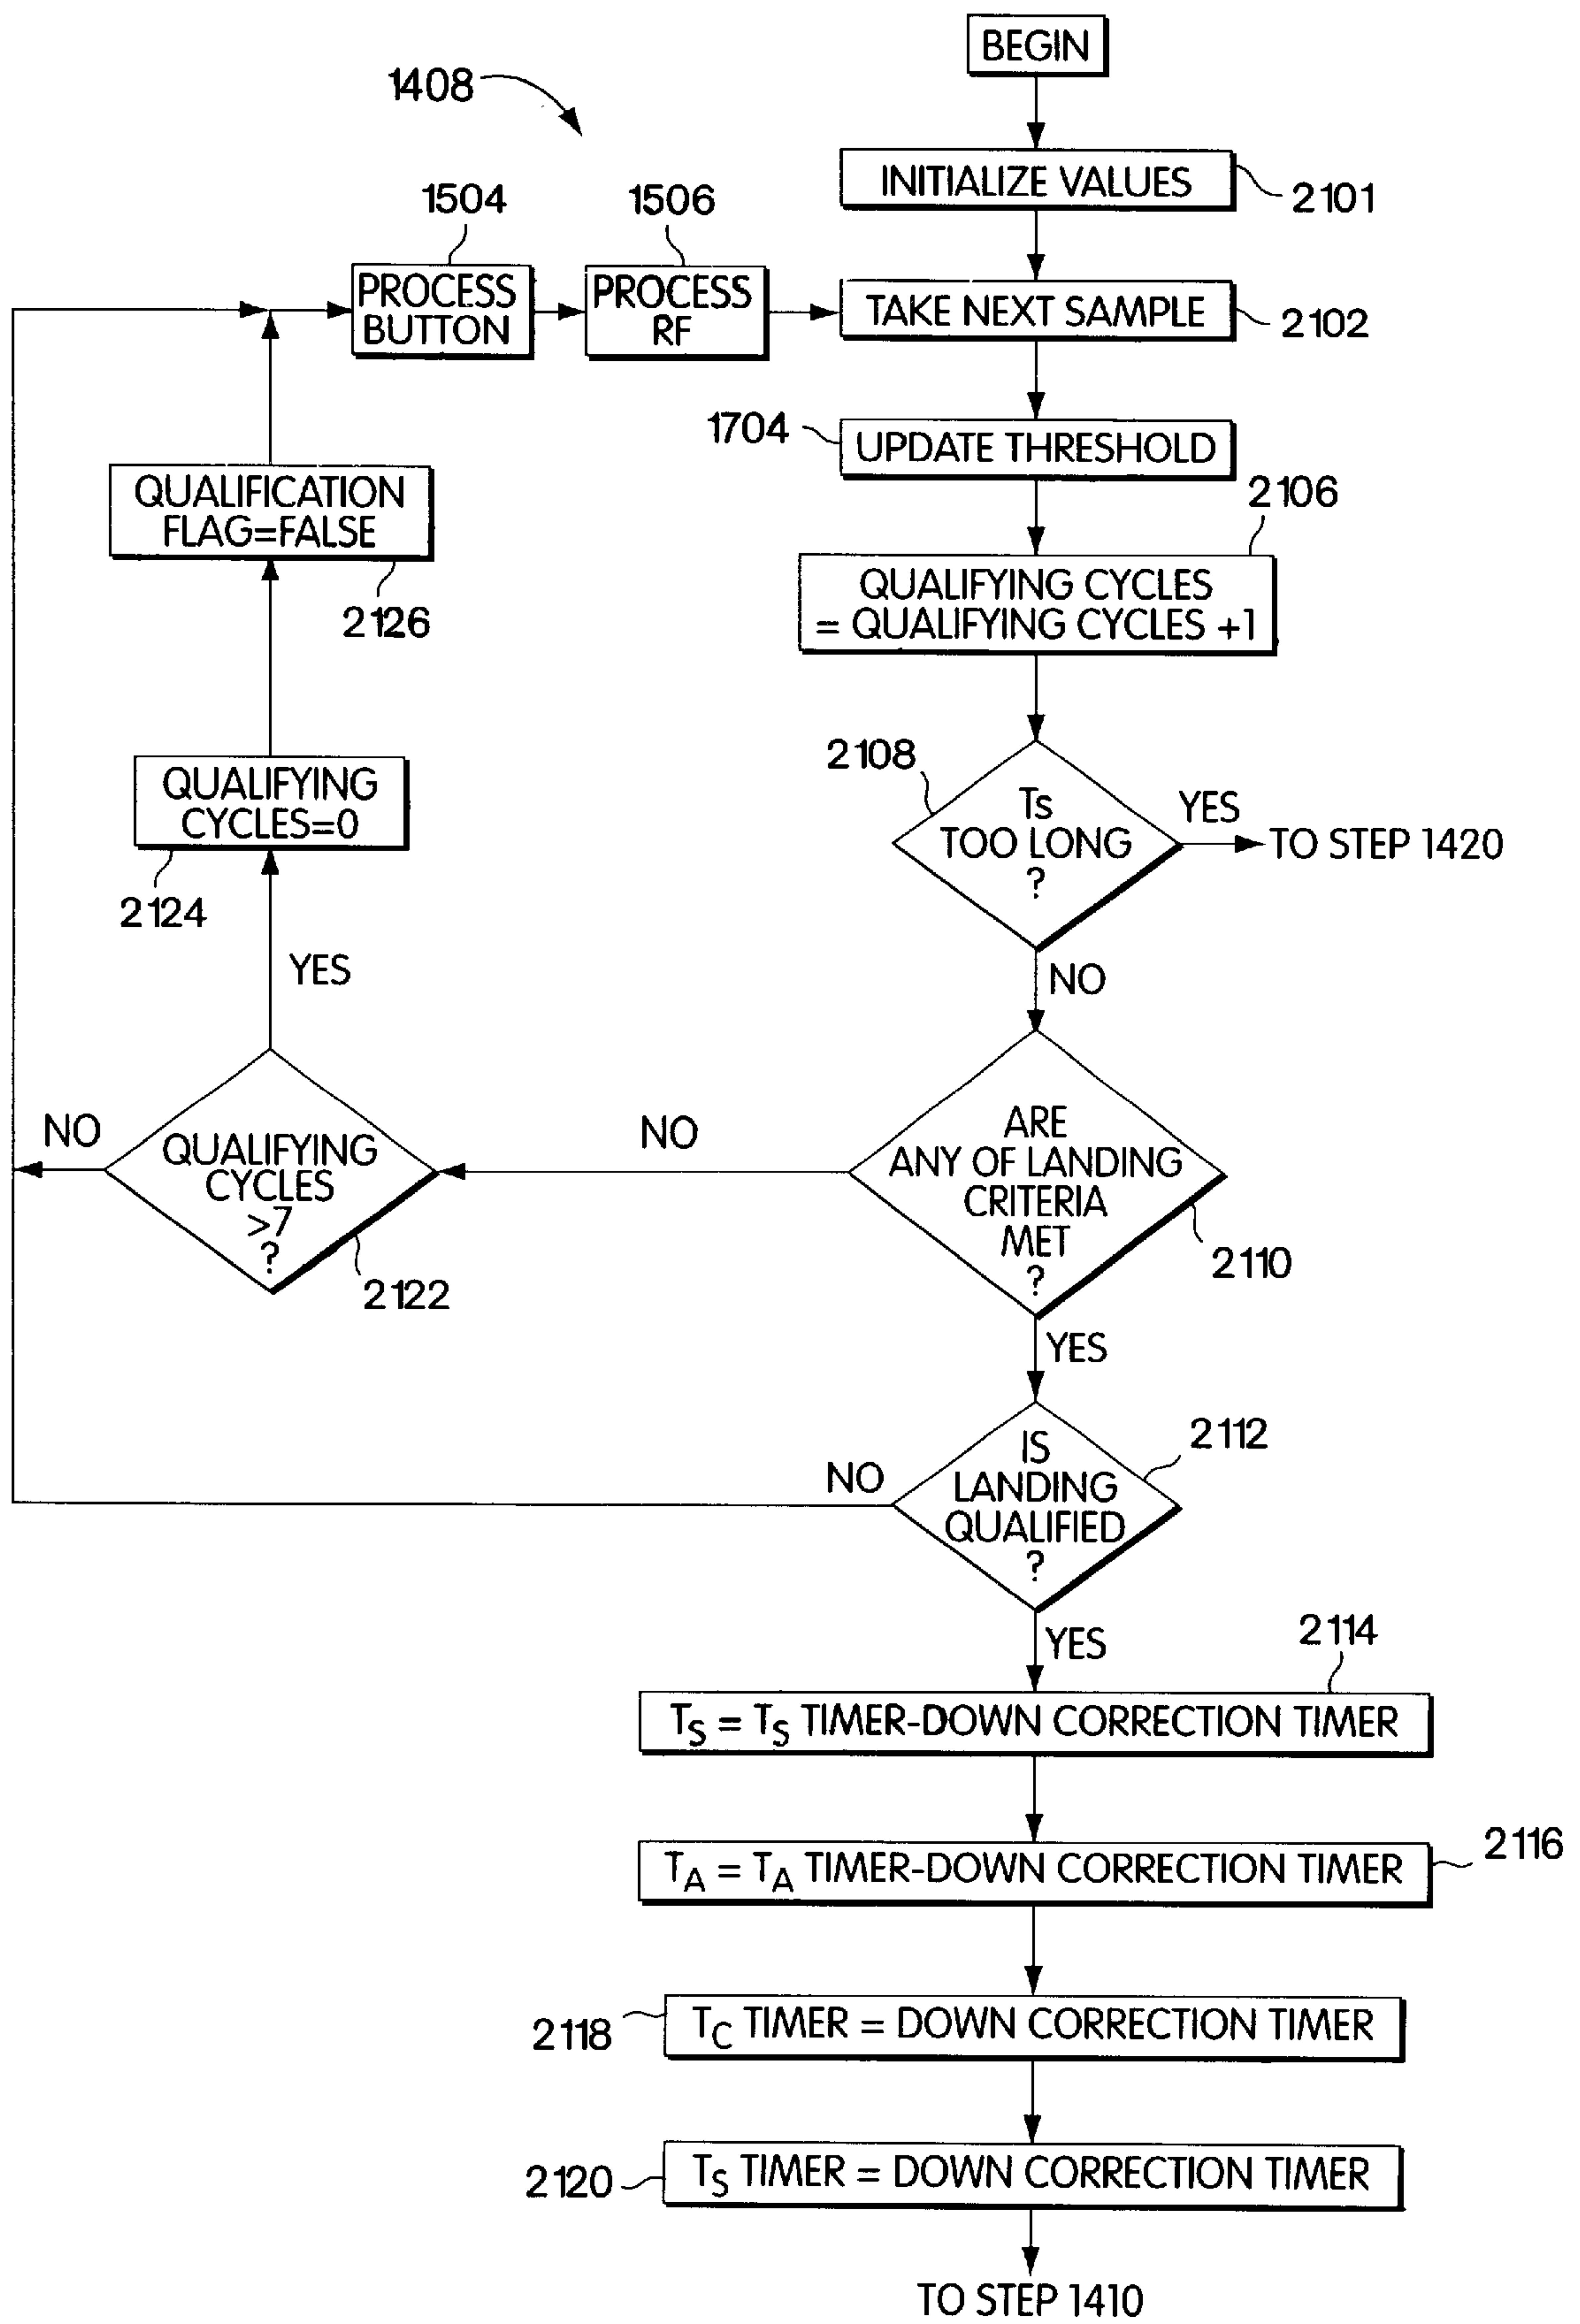 BEGIN
1408
INITIALIZE VALUES
2101
1504
1506
PROCESS
BUTTON
PROCESS
RF
TAKE NEXT SAMPLE
2102
1704
UPDATE THRESHOLD
2106
QUALIFICATION
FLAG=FALSE
2126
QUALIFYING CYCLES
= QUALIFYING CYCLES +1
2108
Ts
TOO LONG
?
YES
TO STEP 1420
QUALIFYING
CYCLES=0
2124
YES
NO
NO
QUALIFYING
CYCLES
>7
?
2122
NO
ARE
ANY OF LANDING
CRITERIA
MET
?
2110
YES
2112
IS
LANDING
QUALIFIED
?
NO
YES
2114
TS = TS TIMER-DOWN CORRECTION TIMER
2116
TA = TA TIMER-DOWN CORRECTION TIMER
2118
TC TIMER = DOWN CORRECTION TIMER
2120
TS TIMER = DOWN CORRECTION TIMER
TO STEP 1410